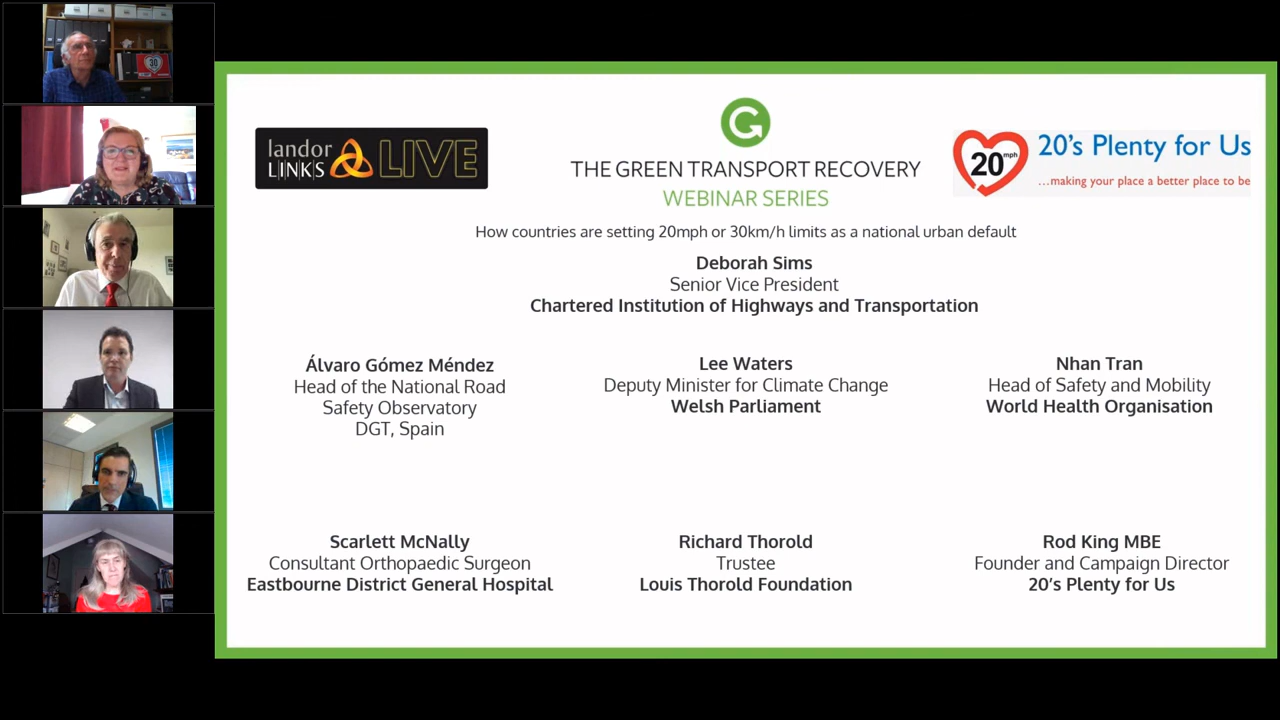 landor
LINKS
LIVE
G
THE GREEN TRANSPORT RECOVERY
WEBINAR SERIES
20 mph
20's Plenty for Us
...making your place a better place to be
How countries are setting 20mph or 30km/h limits as a national urban default
Deborah Sims
Senior Vice President
Chartered Institution of Highways and Transportation
Álvaro Gómez Méndez
Head of the National Road
Safety Observatory
DGT, Spain
Lee Waters
Deputy Minister for Climate Change
Welsh Parliament
Nhan Tran
Head of Safety and Mobility
World Health Organisation
Scarlett McNally
Consultant Orthopaedic Surgeon
Eastbourne District General Hospital
Richard Thorold
Trustee
Louis Thorold Foundation
Rod King MBE
Founder and Campaign Director
20’s Plenty for Us
30